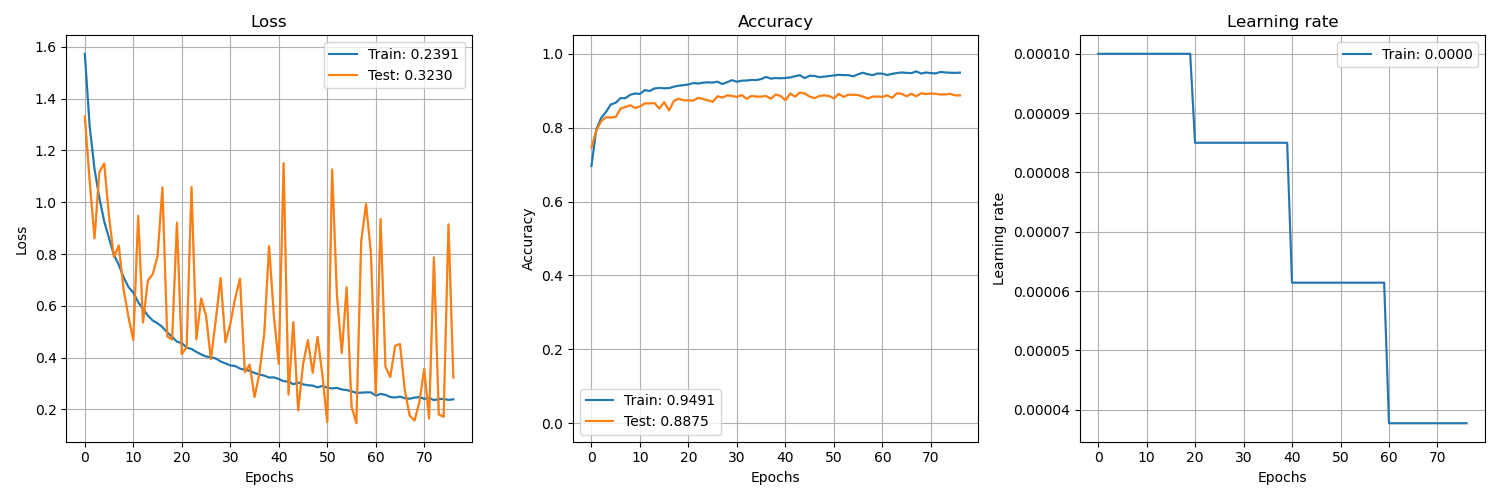 Loss
1.6
1.4
1.2
1.0
0.8
0.6
0.4
0.2
Loss
Train: 0.2391
Test: 0.3230
0 10 20 30 40 50 60 70
Epochs
Accuracy
1.0
0.8
0.6
0.4
0.2
0.0
Accuracy
Train: 0.9491
Test: 0.8875
0 10 20 30 40 50 60 70
Epochs
Learning rate
0.00010
0.00009
0.00008
0.00007
0.00006
0.00005
0.00004
Learning rate
Train: 0.0000
0 10 20 30 40 50 60 70
Epochs